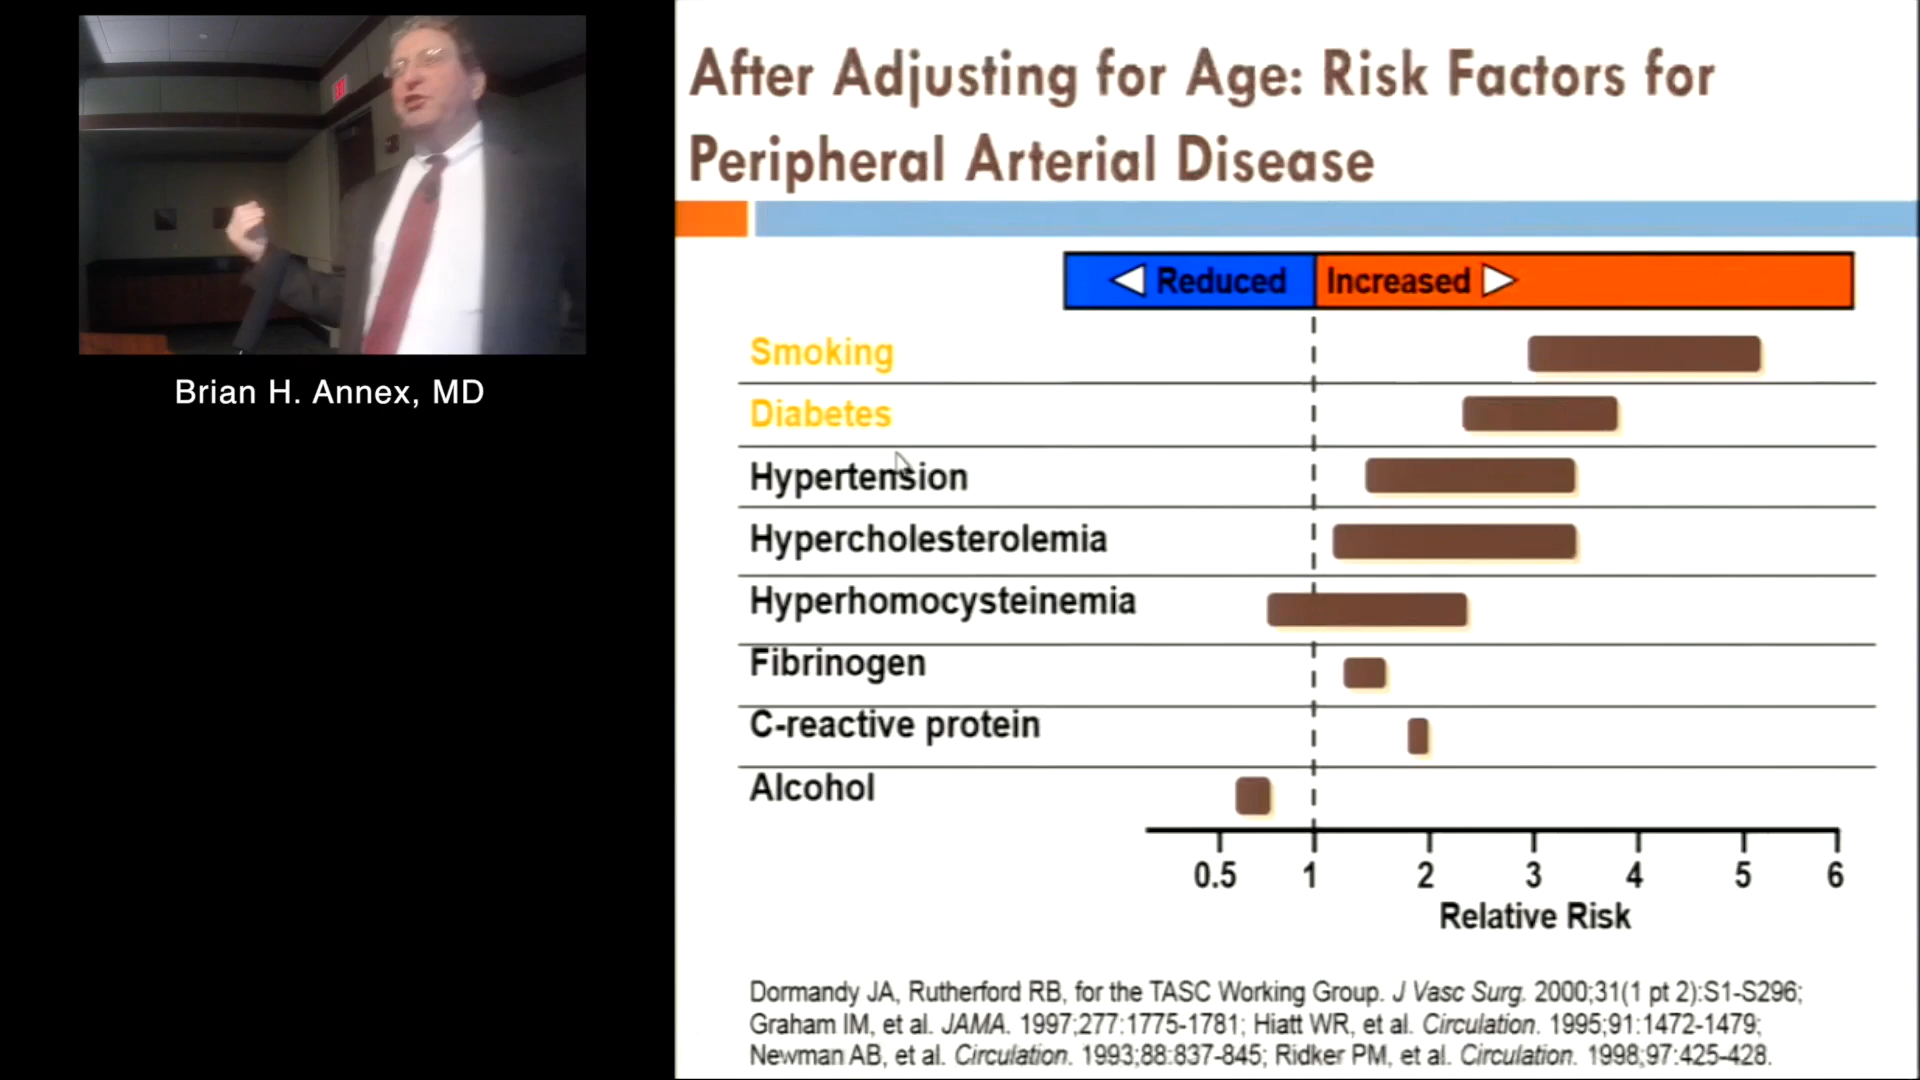 Brian H. Annex, MD
After Adjusting for Age: Risk Factors for
Peripheral Arterial Disease
Reduced Increased
Smoking
Diabetes
Hypertension
Hypercholesterolemia
Hyperhomocysteinemia
Fibrinogen
C-reactive protein
Alcohol
0.5 1 2 3 4 5 6
Relative Risk
Dormandy JA, Rutherford RB, for the TASC Working Group. J Vasc Surg. 2000;31(1 pt 2):S1-S296;
Graham IM, et al. JAMA. 1997;277:1775-1781; Hiatt WR, et al. Circulation. 1995;91:1472-1479;
Newman AB, et al. Circulation. 1993;88:837-845; Ridker PM, et al. Circulation. 1998;97:425-428.